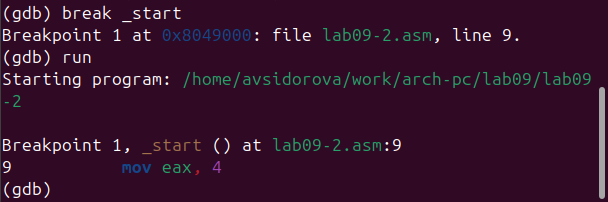 (gdb) break _start
Breakpoint 1 at 0x8049000: file lab09-2.asm, line 9.
(gdb) run
Starting program: /home/avsidorova/work/arch-pc/lab09/lab09
-2
Breakpoint 1, _start () at lab09-2.asm:9
9           mov eax, 4
(gdb)